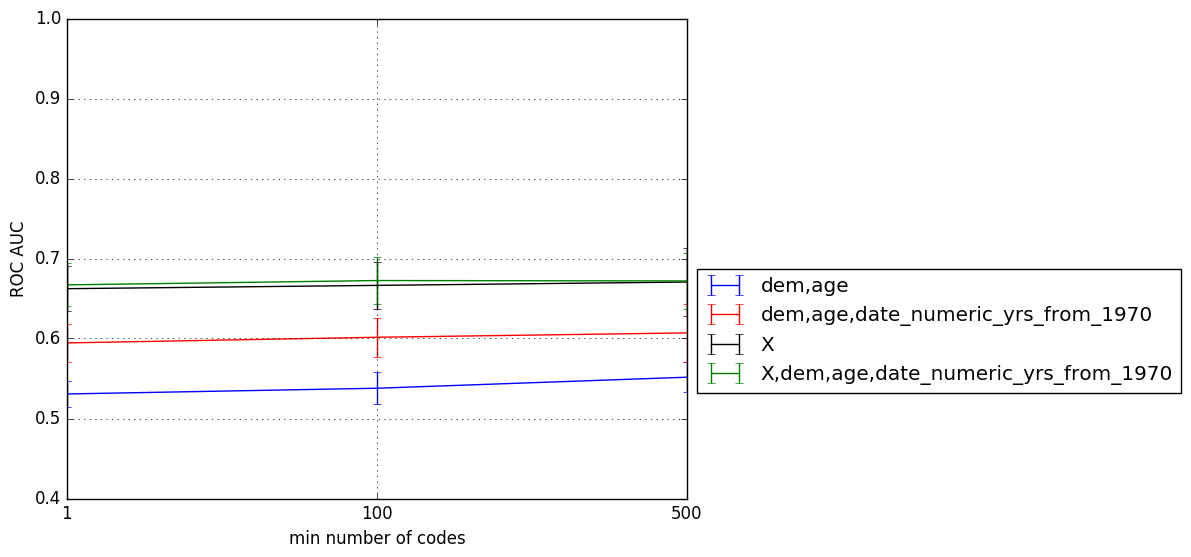 1.0
0.9
0.8
0.7
0.6
0.5
0.4
ROC AUC
1
100
500
min number of codes
dem,age
dem,age,date_numeric_yrs_from_1970
X
X,dem,age,date_numeric_yrs_from_1970